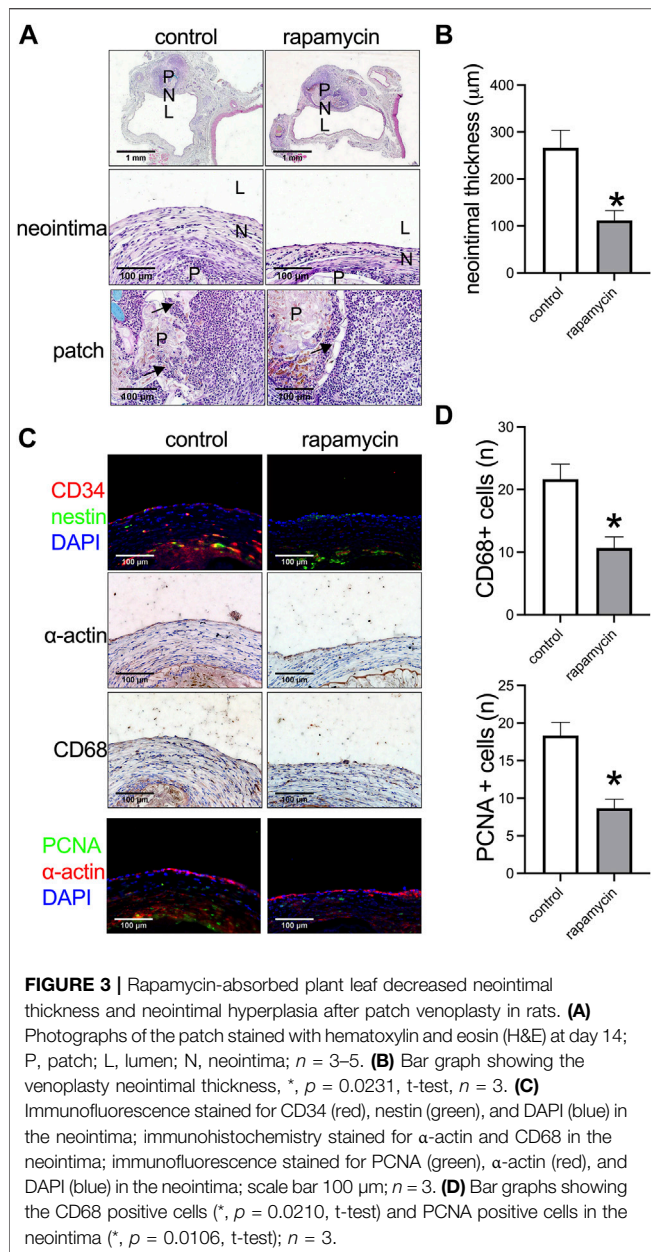 A
control
rapamycin
P
N
L
1 mm
P
N
L
1 mm
neointima
L
N
P
100 µm
L
N
P
100 µm
patch
P
100 µm
P
100 µm
B
neointimal thickness (µm)
400
300
200
100
0
control
rapamycin
*
C
control
rapamycin
CD34
nestin
DAPI
100 µm
100 µm
α-actin
100 µm
100 µm
CD68
100 µm
100 µm
PCNA
α-actin
DAPI
100 µm
100 µm
D
CD68+ cells (n)
30
20
10
0
control
rapamycin
*
PCNA + cells (n)
25
20
15
10
5
0
control
rapamycin
*
FIGURE 3 | Rapamycin-absorbed plant leaf decreased neointimal
thickness and neointimal hyperplasia after patch venoplasty in rats. (A)
Photographs of the patch stained with hematoxylin and eosin (H&E) at day 14;
P, patch; L, lumen; N, neointima; n = 3–5. (B) Bar graph showing the
venoplasty neointimal thickness, *, p = 0.0231, t-test, n = 3. (C)
Immunofluorescence stained for CD34 (red), nestin (green), and DAPI (blue) in
the neointima; immunohistochemistry stained for α-actin and CD68 in the
neointima; immunofluorescence stained for PCNA (green), α-actin (red), and
DAPI (blue) in the neointima; scale bar 100 µm; n = 3. (D) Bar graphs showing
the CD68 positive cells (*, p = 0.0210, t-test) and PCNA positive cells in the
neointima (*, p = 0.0106, t-test); n = 3.